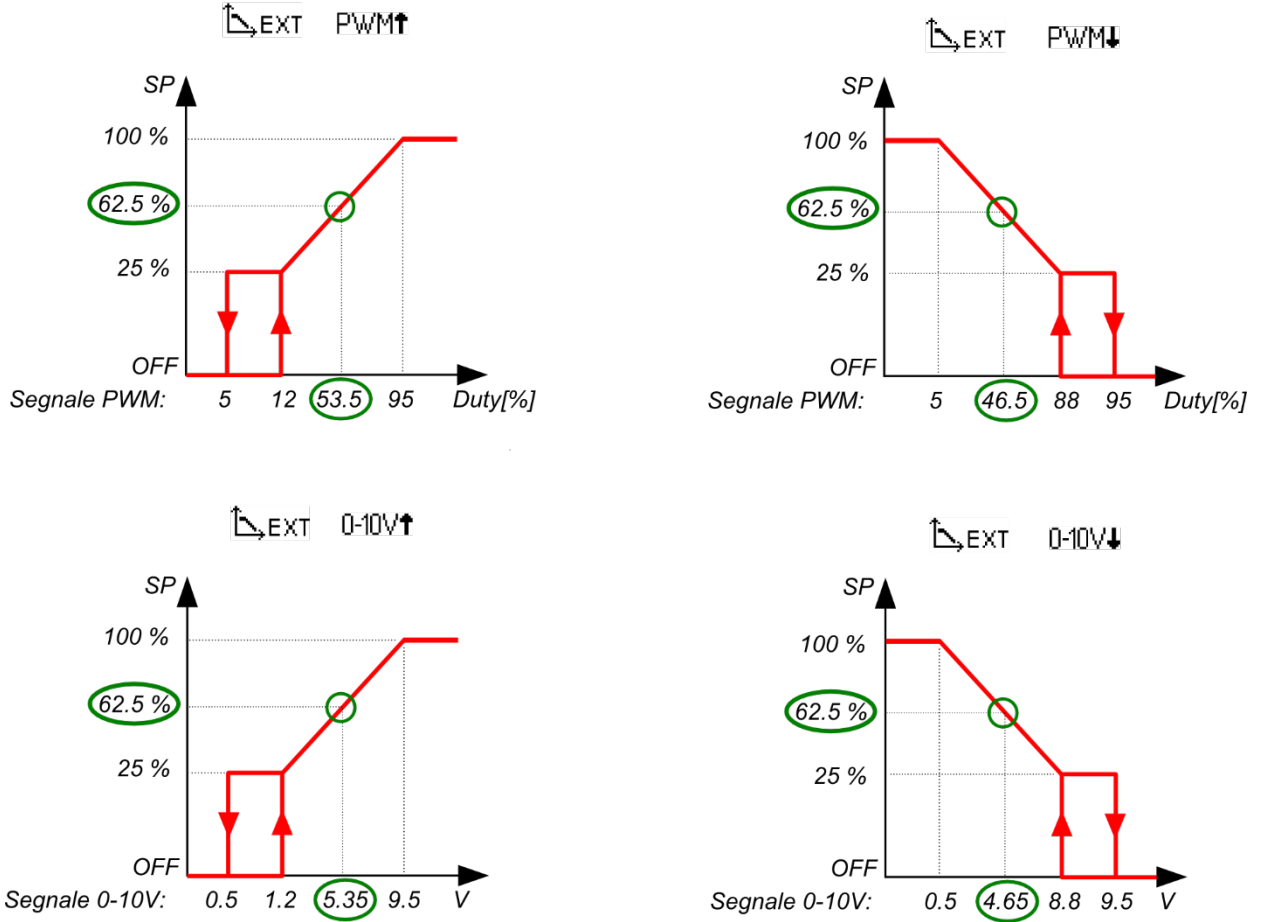 EXT PWM↑
SP
100 %
62.5 %
25 %
OFF
Segnale PWM: 5 12 53.5 95 Duty[%]
EXT PWM↓
SP
100 %
62.5 %
25 %
OFF
Segnale PWM: 5 46.5 88 95 Duty[%]
EXT 0-10V↑
SP
100 %
62.5 %
25 %
OFF
Segnale 0-10V: 0.5 1.2 5.35 9.5 V
EXT 0-10V↓
SP
100 %
62.5 %
25 %
OFF
Segnale 0-10V: 0.5 4.65 8.8 9.5 V